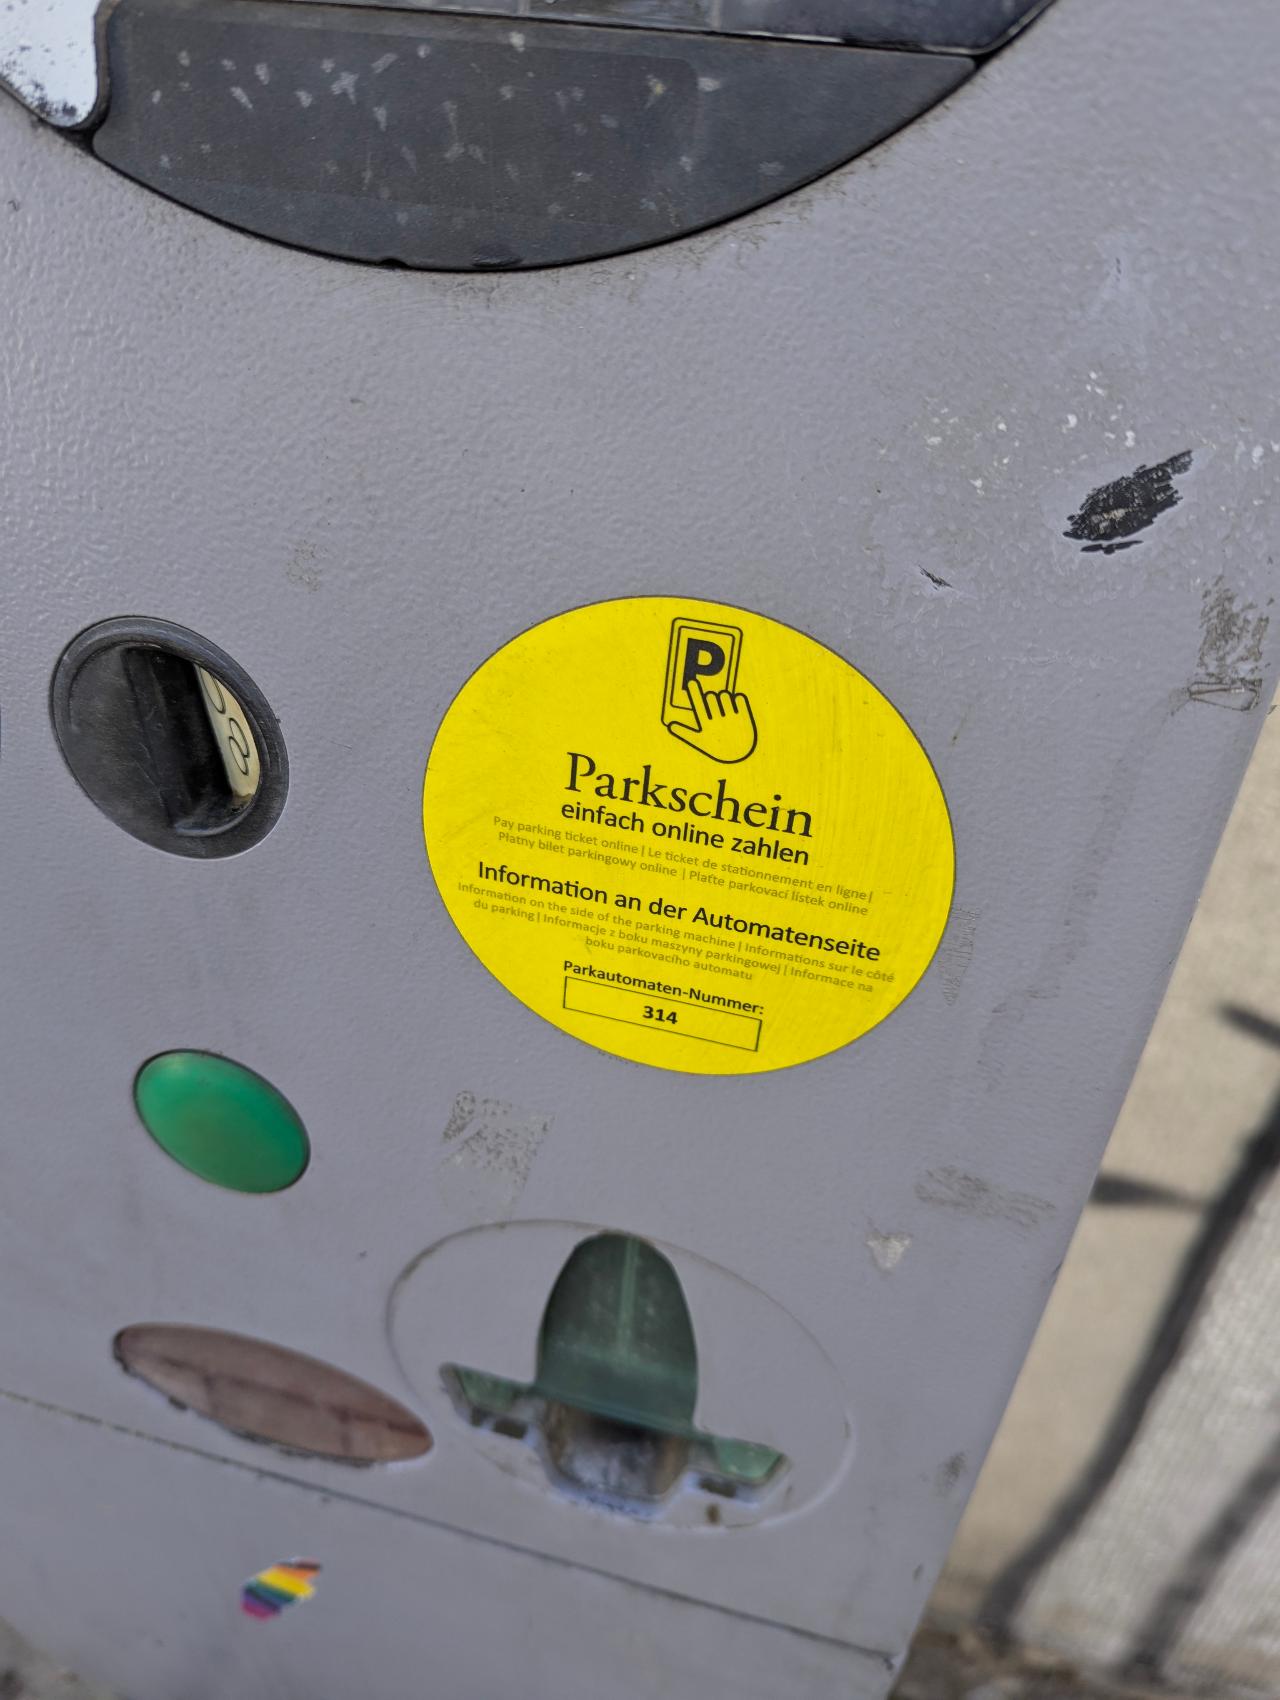 P
Parkschein
einfach online zahlen
Pay parking ticket online | Le ticket de stationnement en ligne |
Płatny bilet parkingowy online | Plaťte parkovací lístek online
Information an der Automatenseite
Information on the side of the parking machine | Informations sur le côté
du parking | Informacje z boku maszyny parkingowej | Informace na
boku parkovacího automatu
Parkautomaten-Nummer:
314